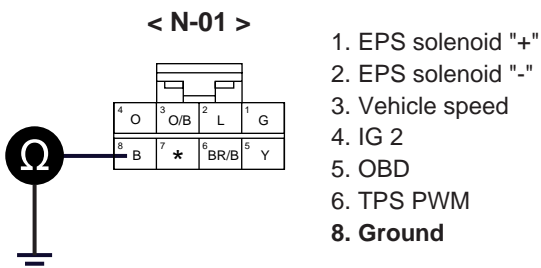 < N-01 >
4 O 3 O/B 2 L 1 G
8 B 7 * 6 BR/B 5 Y
Ω
1. EPS solenoid "+"
2. EPS solenoid "-"
3. Vehicle speed
4. IG 2
5. OBD
6. TPS PWM
8. Ground